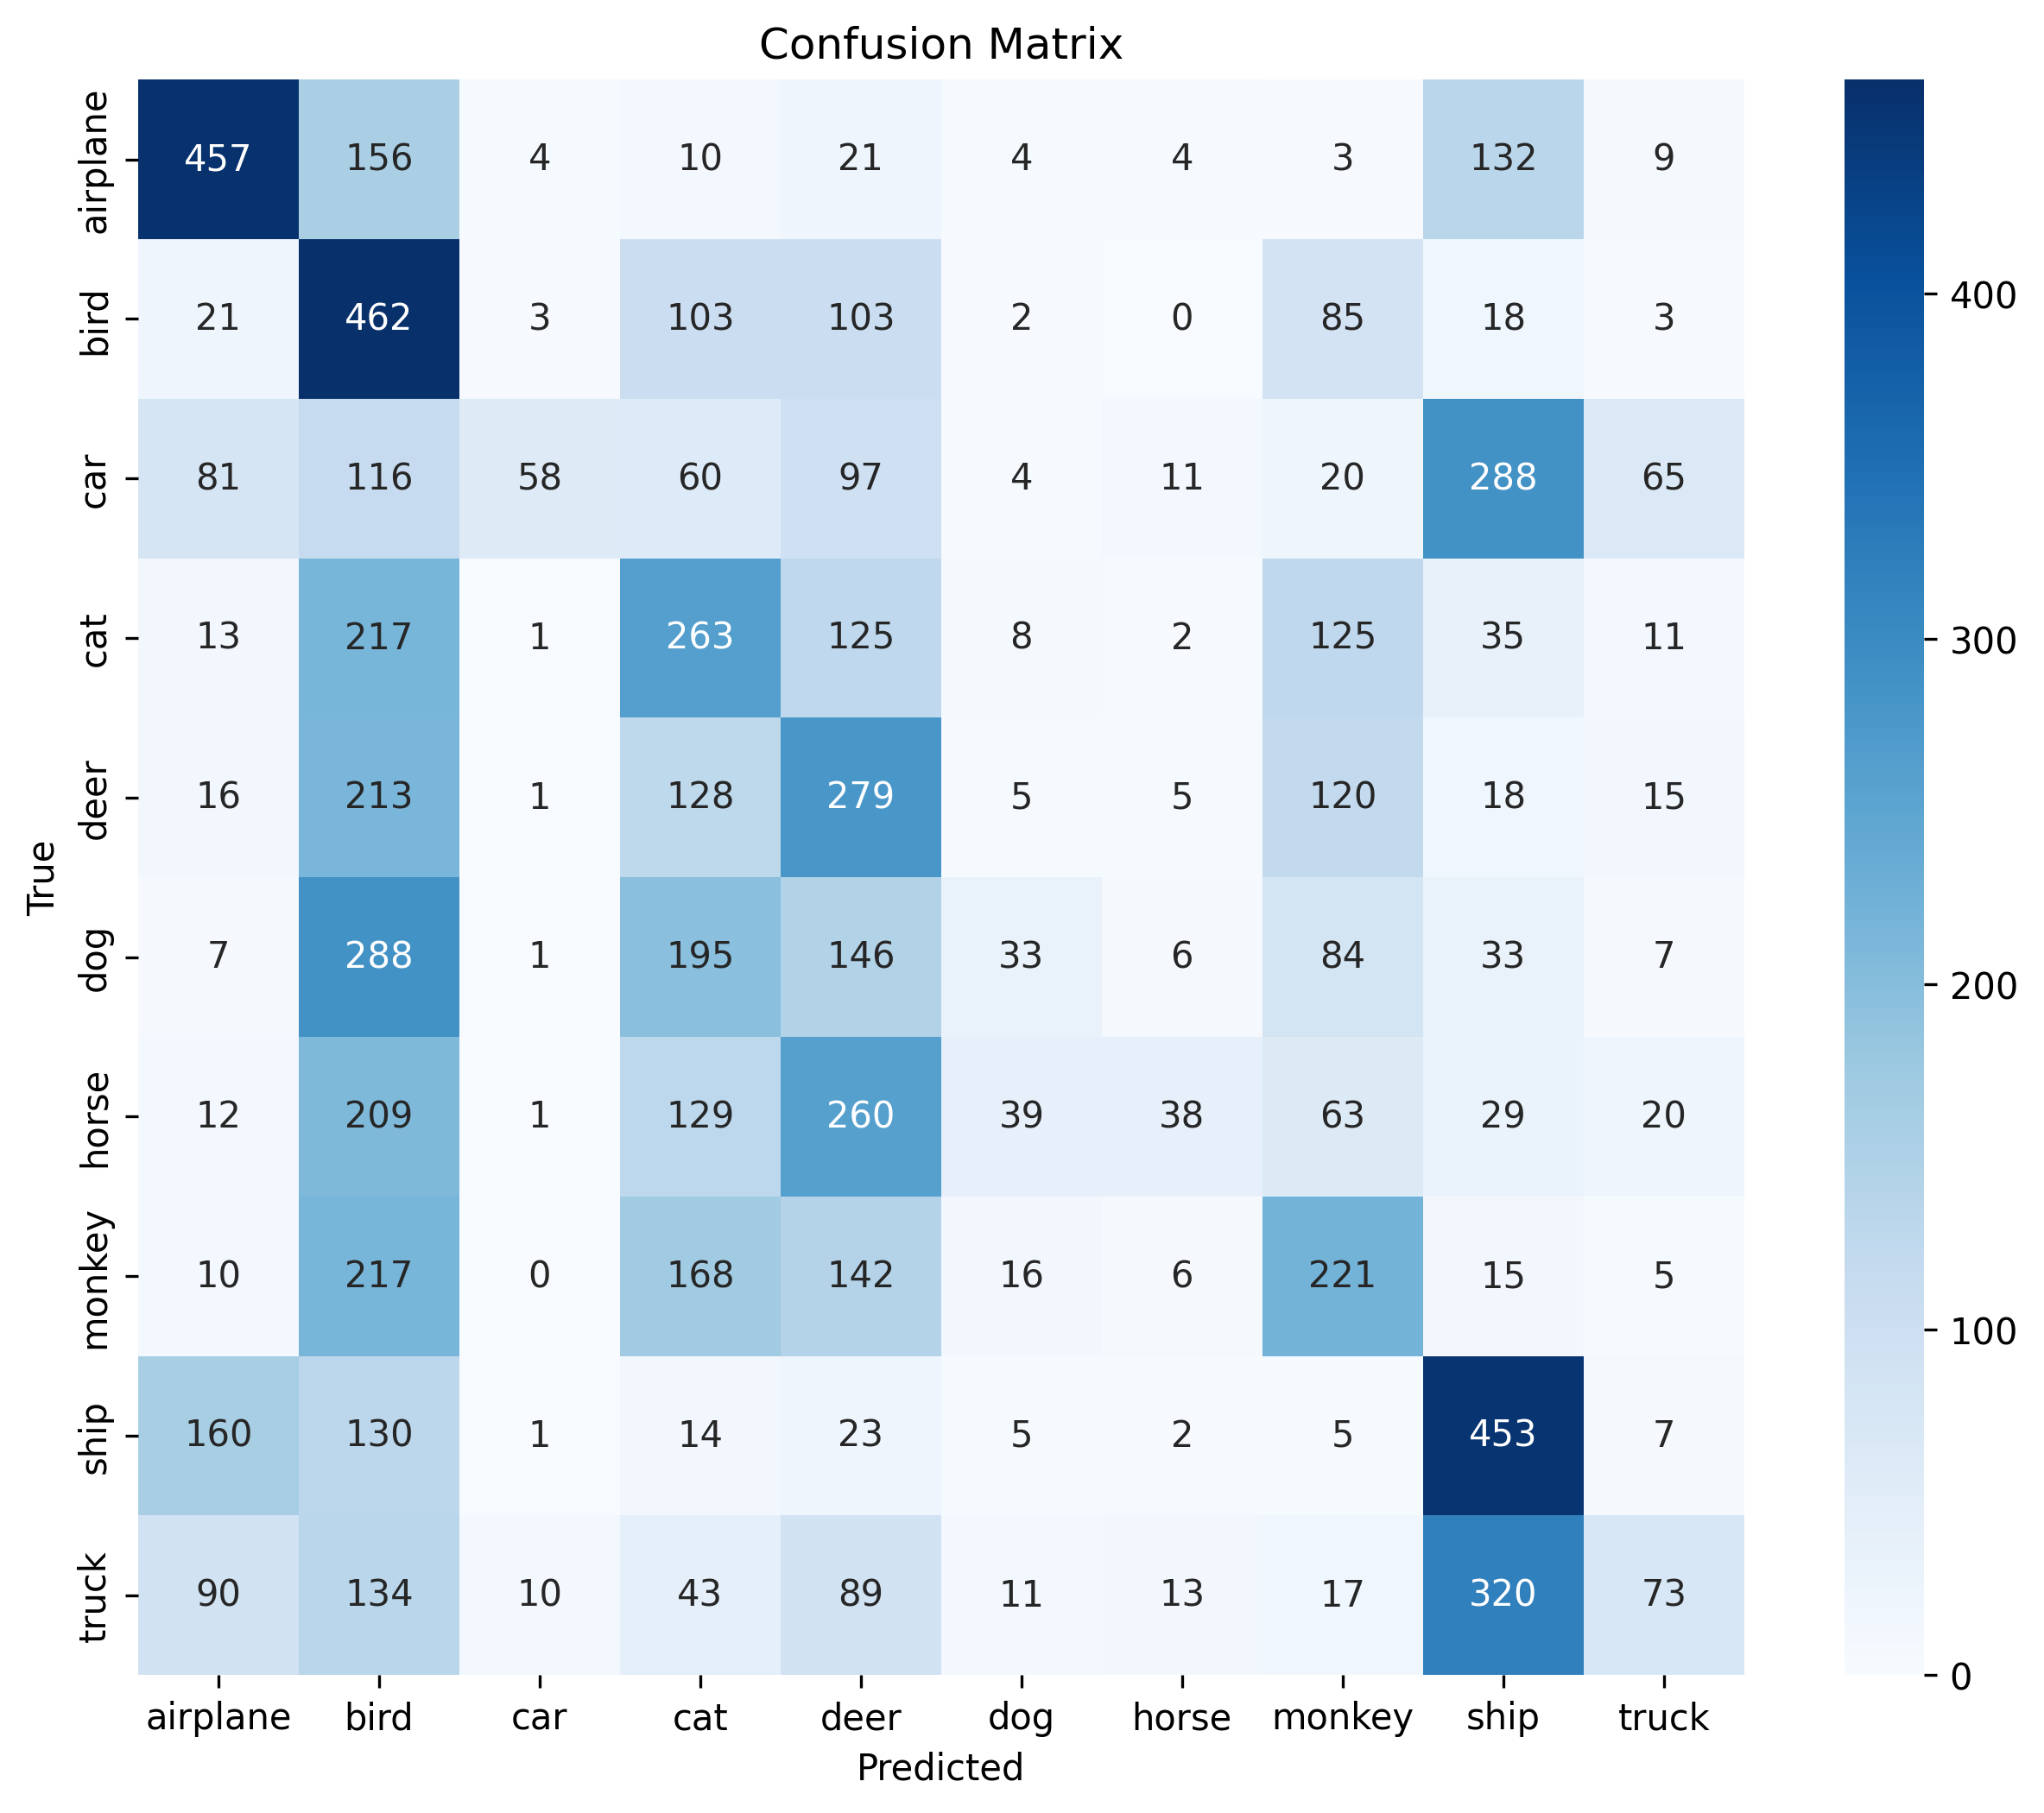 Confusion Matrix
airplane 457 156 4 10 21 4 4 3 132 9
bird 21 462 3 103 103 2 0 85 18 3
car 81 116 58 60 97 4 11 20 288 65
cat 13 217 1 263 125 8 2 125 35 11
deer 16 213 1 128 279 5 5 120 18 15
dog 7 288 1 195 146 33 6 84 33 7
horse 12 209 1 129 260 39 38 63 29 20
monkey 10 217 0 168 142 16 6 221 15 5
ship 160 130 1 14 23 5 2 5 453 7
truck 90 134 10 43 89 11 13 17 320 73
airplane bird car cat deer dog horse monkey ship truck
Predicted
True
400
300
200
100
0